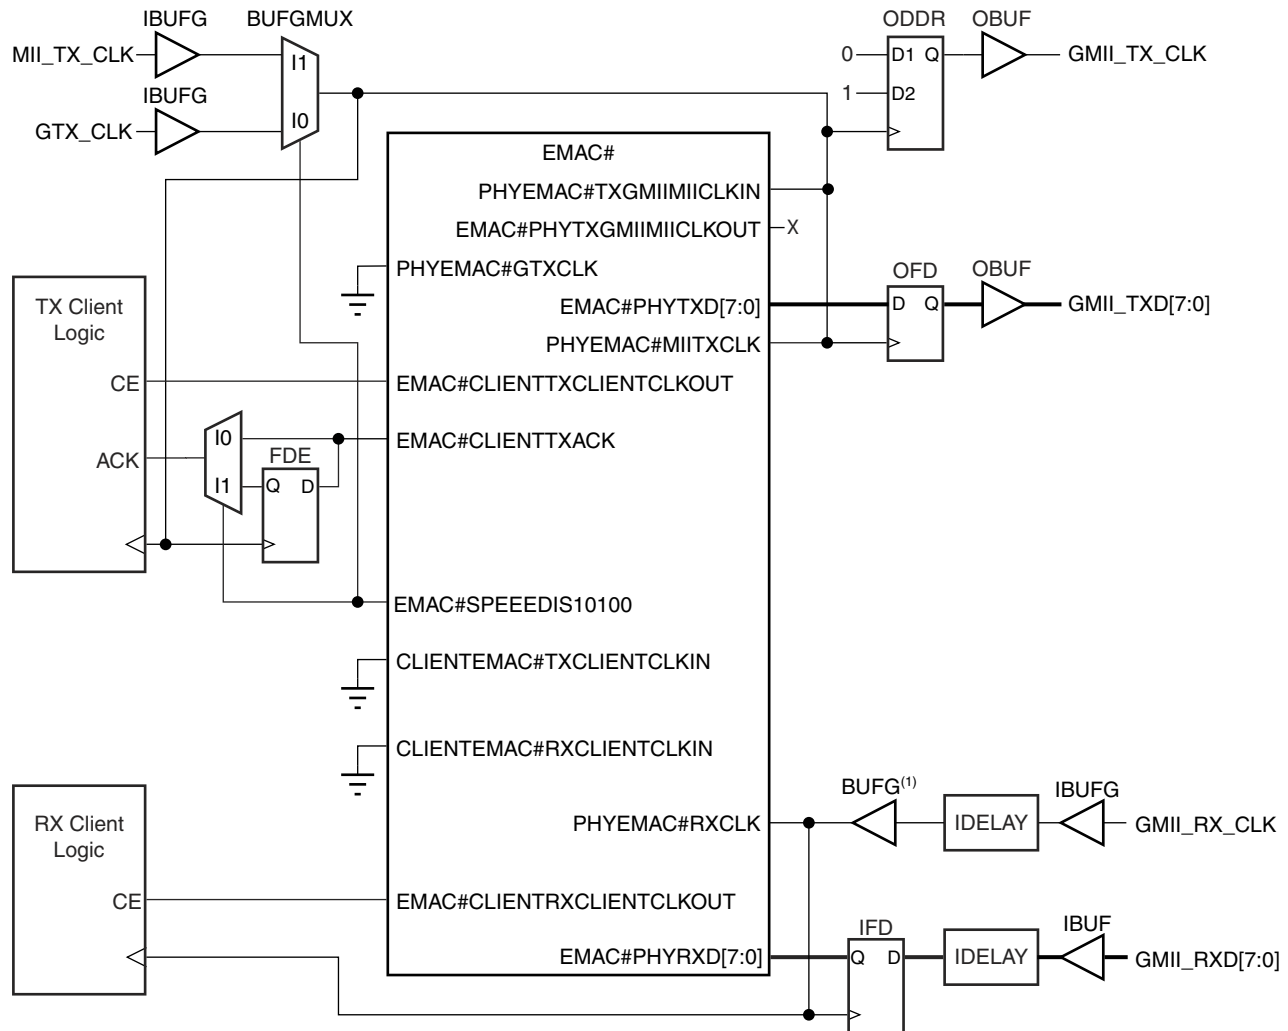 IBUFG BUFGMUX ODDR OBUF
MII_TX_CLK I1 0 D1 Q GMII_TX_CLK
IBUFG 1 D2
GTX_CLK I0
EMAC#
PHYEMAC#TXGMIIMIICLKIN
EMAC#PHYTXGMIIMIICLKOUT X
PHYEMAC#GTXCLK OFD OBUF
TX Client
Logic
EMAC#PHYTXD[7:0] D Q GMII_TXD[7:0]
PHYEMAC#MIITXCLK
CE EMAC#CLIENTTXCLIENTCLKOUT
I0 EMAC#CLIENTTXACK
ACK FDE
I1 Q D
EMAC#SPEEEDIS10100
CLIENTEMAC#TXCLIENTCLKIN
CLIENTEMAC#RXCLIENTCLKIN
BUFG(1) IBUFG
RX Client
Logic
PHYEMAC#RXCLK IDELAY GMII_RX_CLK
CE EMAC#CLIENTRXCLIENTCLKOUT
IFD IBUF
EMAC#PHYRXD[7:0] Q D IDELAY GMII_RXD[7:0]